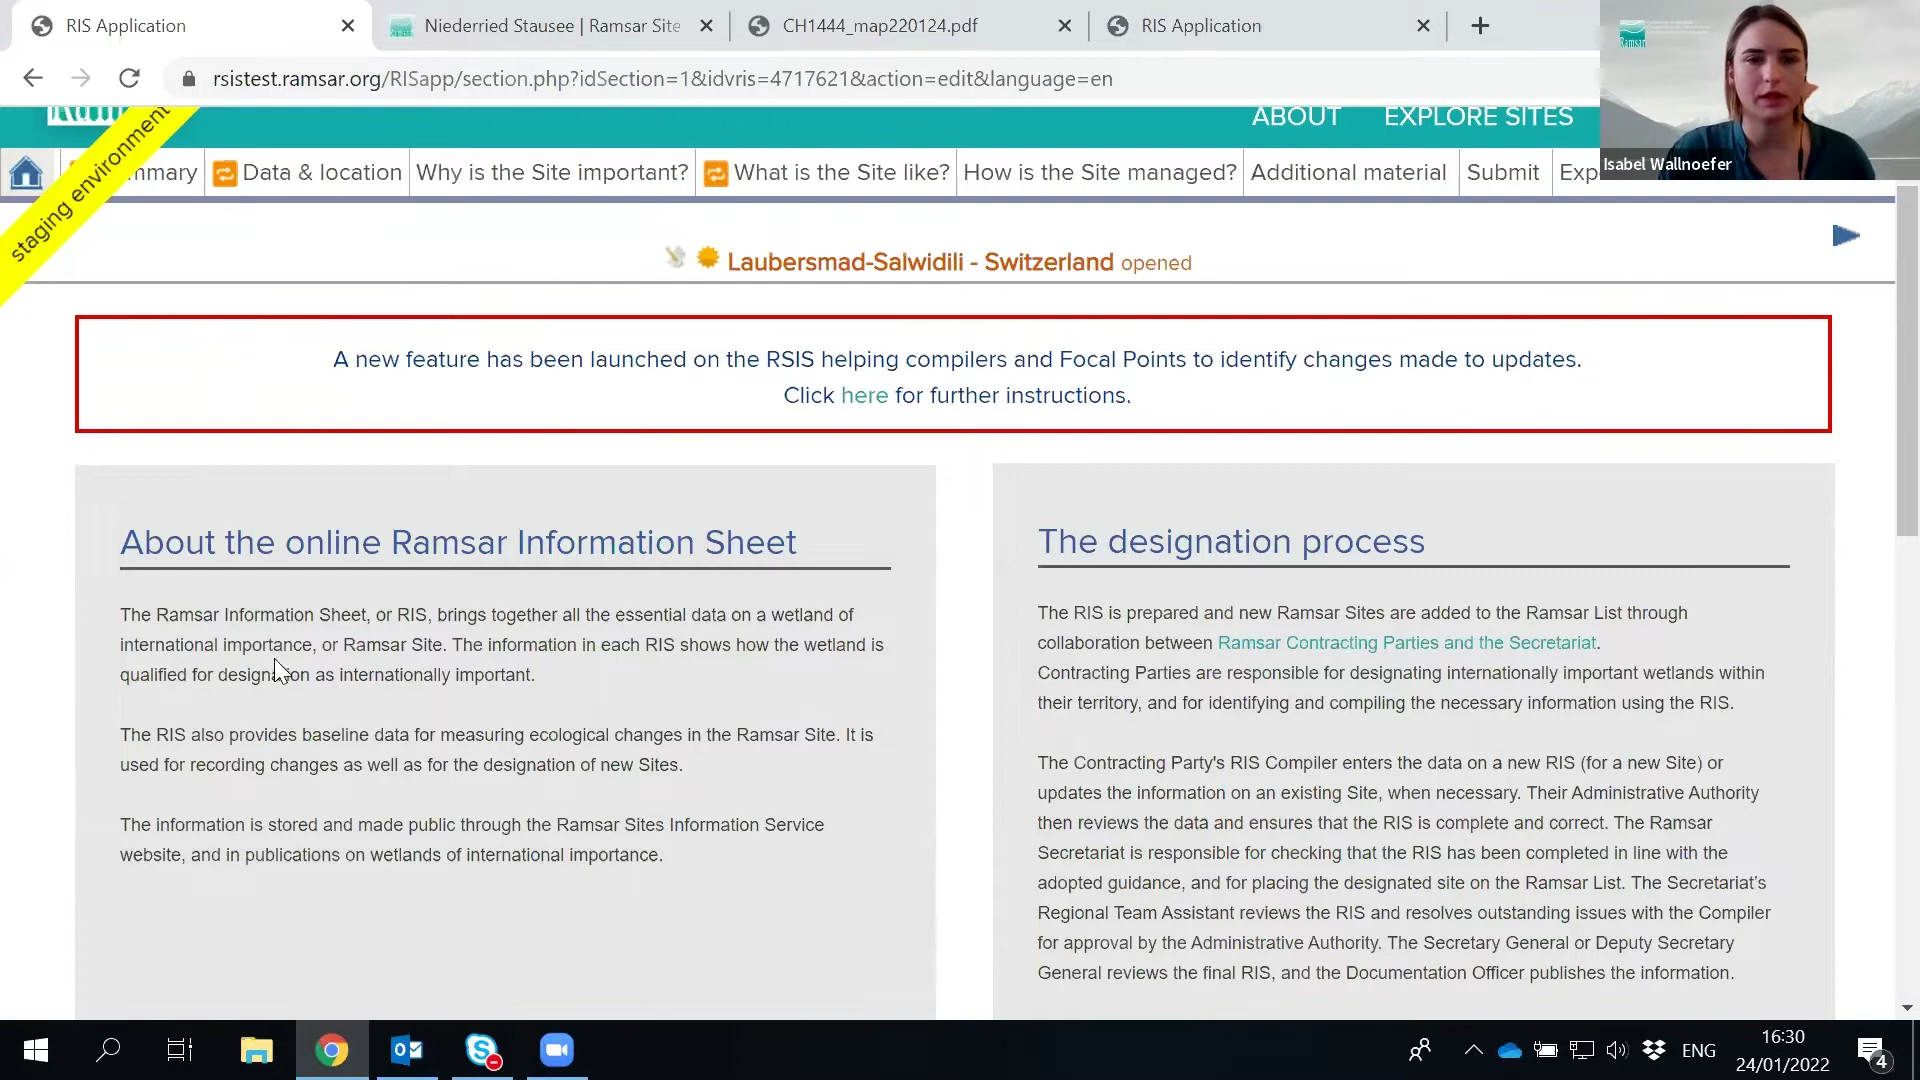 RIS Application
Niederried Stausee | Ramsar Site
CH1444_map220124.pdf
RIS Application
rsistest.ramsar.org/RISapp/section.php?idSection=1&idvris=4717621&action=edit&language=en
Ramsar
Isabel Wallnoefer
ABOUT
EXPLORE SITES
staging environment
mmary
Data & location
Why is the Site important?
What is the Site like?
How is the Site managed?
Additional material
Submit
Exp
Laubersmad-Salwidili - Switzerland opened
A new feature has been launched on the RSIS helping compilers and Focal Points to identify changes made to updates.
Click here for further instructions.
About the online Ramsar Information Sheet
The Ramsar Information Sheet, or RIS, brings together all the essential data on a wetland of
international importance, or Ramsar Site. The information in each RIS shows how the wetland is
qualified for designation as internationally important.
The RIS also provides baseline data for measuring ecological changes in the Ramsar Site. It is
used for recording changes as well as for the designation of new Sites.
The information is stored and made public through the Ramsar Sites Information Service
website, and in publications on wetlands of international importance.
The designation process
The RIS is prepared and new Ramsar Sites are added to the Ramsar List through
collaboration between Ramsar Contracting Parties and the Secretariat.
Contracting Parties are responsible for designating internationally important wetlands within
their territory, and for identifying and compiling the necessary information using the RIS.
The Contracting Party's RIS Compiler enters the data on a new RIS (for a new Site) or
updates the information on an existing Site, when necessary. Their Administrative Authority
then reviews the data and ensures that the RIS is complete and correct. The Ramsar
Secretariat is responsible for checking that the RIS has been completed in line with the
adopted guidance, and for placing the designated site on the Ramsar List. The Secretariat's
Regional Team Assistant reviews the RIS and resolves outstanding issues with the Compiler
for approval by the Administrative Authority. The Secretary General or Deputy Secretary
General reviews the final RIS, and the Documentation Officer publishes the information.
ENG
16:30
24/01/2022
4